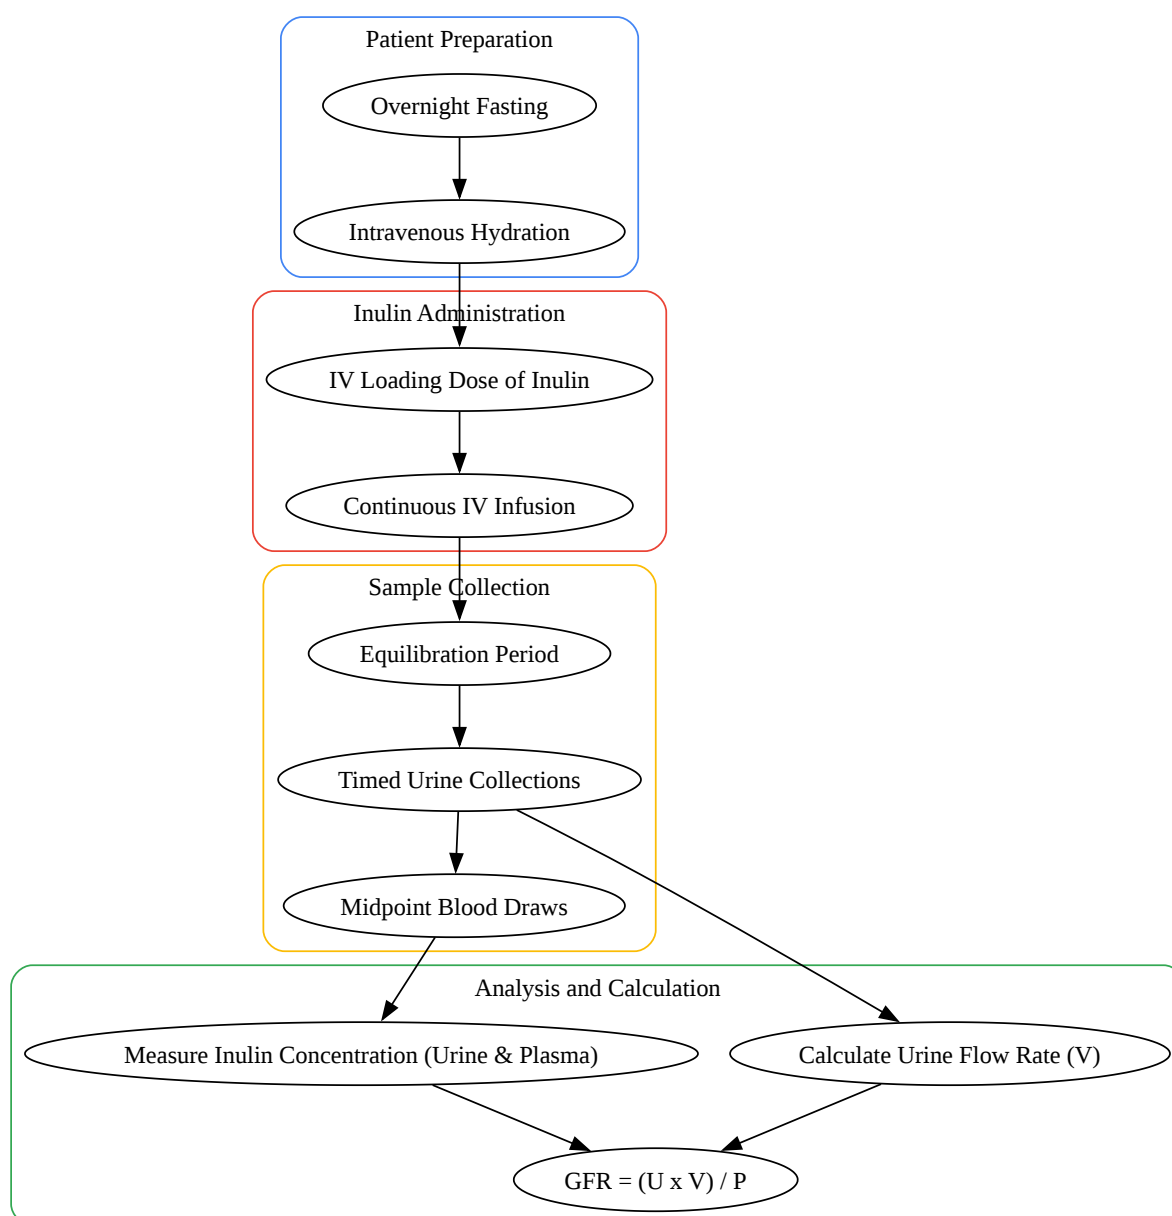 Patient Preparation
Overnight Fasting
Intravenous Hydration
Inulin Administration
IV Loading Dose of Inulin
Continuous IV Infusion
Sample Collection
Equilibration Period
Timed Urine Collections
Midpoint Blood Draws
Analysis and Calculation
Measure Inulin Concentration (Urine & Plasma)
Calculate Urine Flow Rate (V)
GFR = (U x V) / P